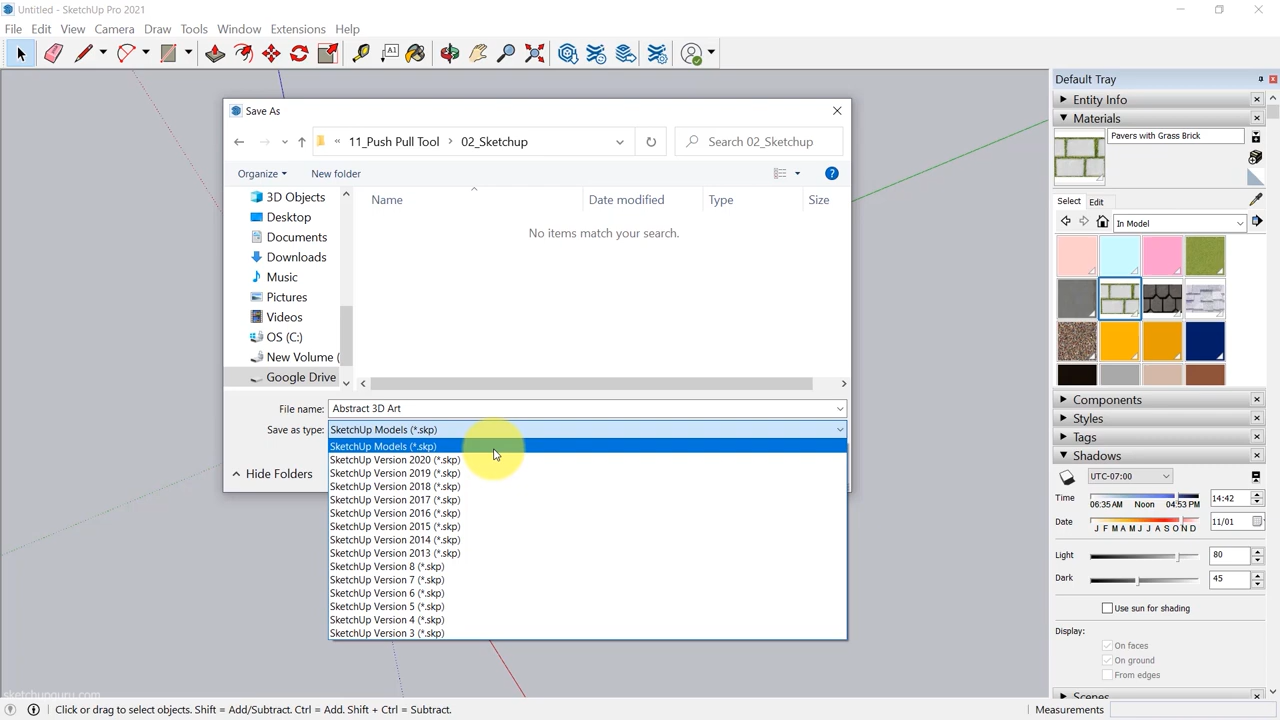 Untitled - SketchUp Pro 2021
File Edit View Camera Draw Tools Window Extensions Help
A1
Save As
« 11_Push Pull Tool > 02_Sketchup
Search 02_Sketchup
Organize
New folder
?
3D Objects
Desktop
Documents
Downloads
Music
Pictures
Videos
OS (C:)
New Volume (
Google Drive
Name Date modified Type Size
No items match your search.
File name: Abstract 3D Art
Save as type: SketchUp Models (*.skp)
SketchUp Models (*.skp)
SketchUp Version 2020 (*.skp)
SketchUp Version 2019 (*.skp)
SketchUp Version 2018 (*.skp)
SketchUp Version 2017 (*.skp)
SketchUp Version 2016 (*.skp)
SketchUp Version 2015 (*.skp)
SketchUp Version 2014 (*.skp)
SketchUp Version 2013 (*.skp)
SketchUp Version 8 (*.skp)
SketchUp Version 7 (*.skp)
SketchUp Version 6 (*.skp)
SketchUp Version 5 (*.skp)
SketchUp Version 4 (*.skp)
SketchUp Version 3 (*.skp)
Hide Folders
Default Tray
Entity Info
Materials
Pavers with Grass Brick
Select Edit
In Model
Components
Styles
Tags
Shadows
UTC-07:00
Time 06:35 AM Noon 04:53 PM 14:42
Date J F M A M J J A S O N D 11/01
Light 80
Dark 45
Use sun for shading
Display:
On faces
On ground
From edges
Scenes
sketchupguru.com
Click or drag to select objects. Shift = Add/Subtract. Ctrl = Add. Shift + Ctrl = Subtract.
Measurements